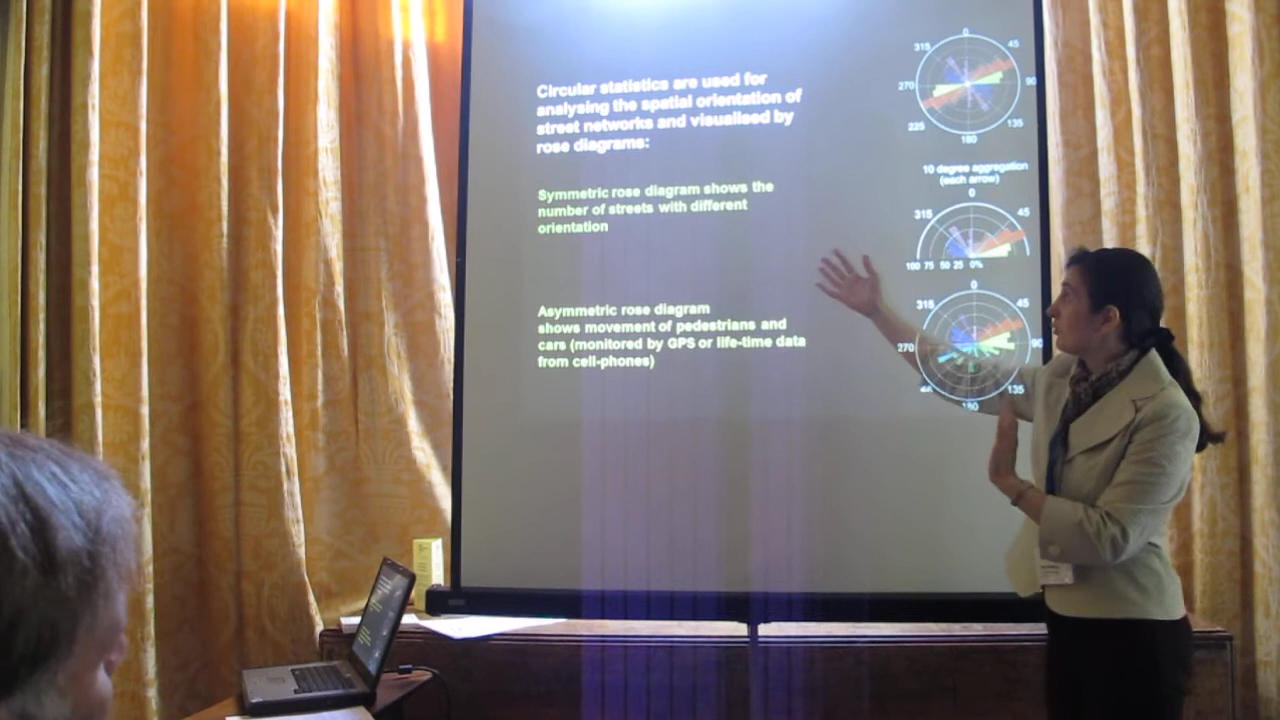 Circular statistics are used for
analysing the spatial orientation of
street networks and visualised by
rose diagrams:
Symmetric rose diagram shows the
number of streets with different
orientation
Asymmetric rose diagram
shows movement of pedestrians and
cars (monitored by GPS or life-time data
from cell-phones)
0
315 45
270 90
225 135
180
10 degree aggregation
(each arrow)
0
315 45
100 75 50 25 0%
0
315 45
270 90
135
180